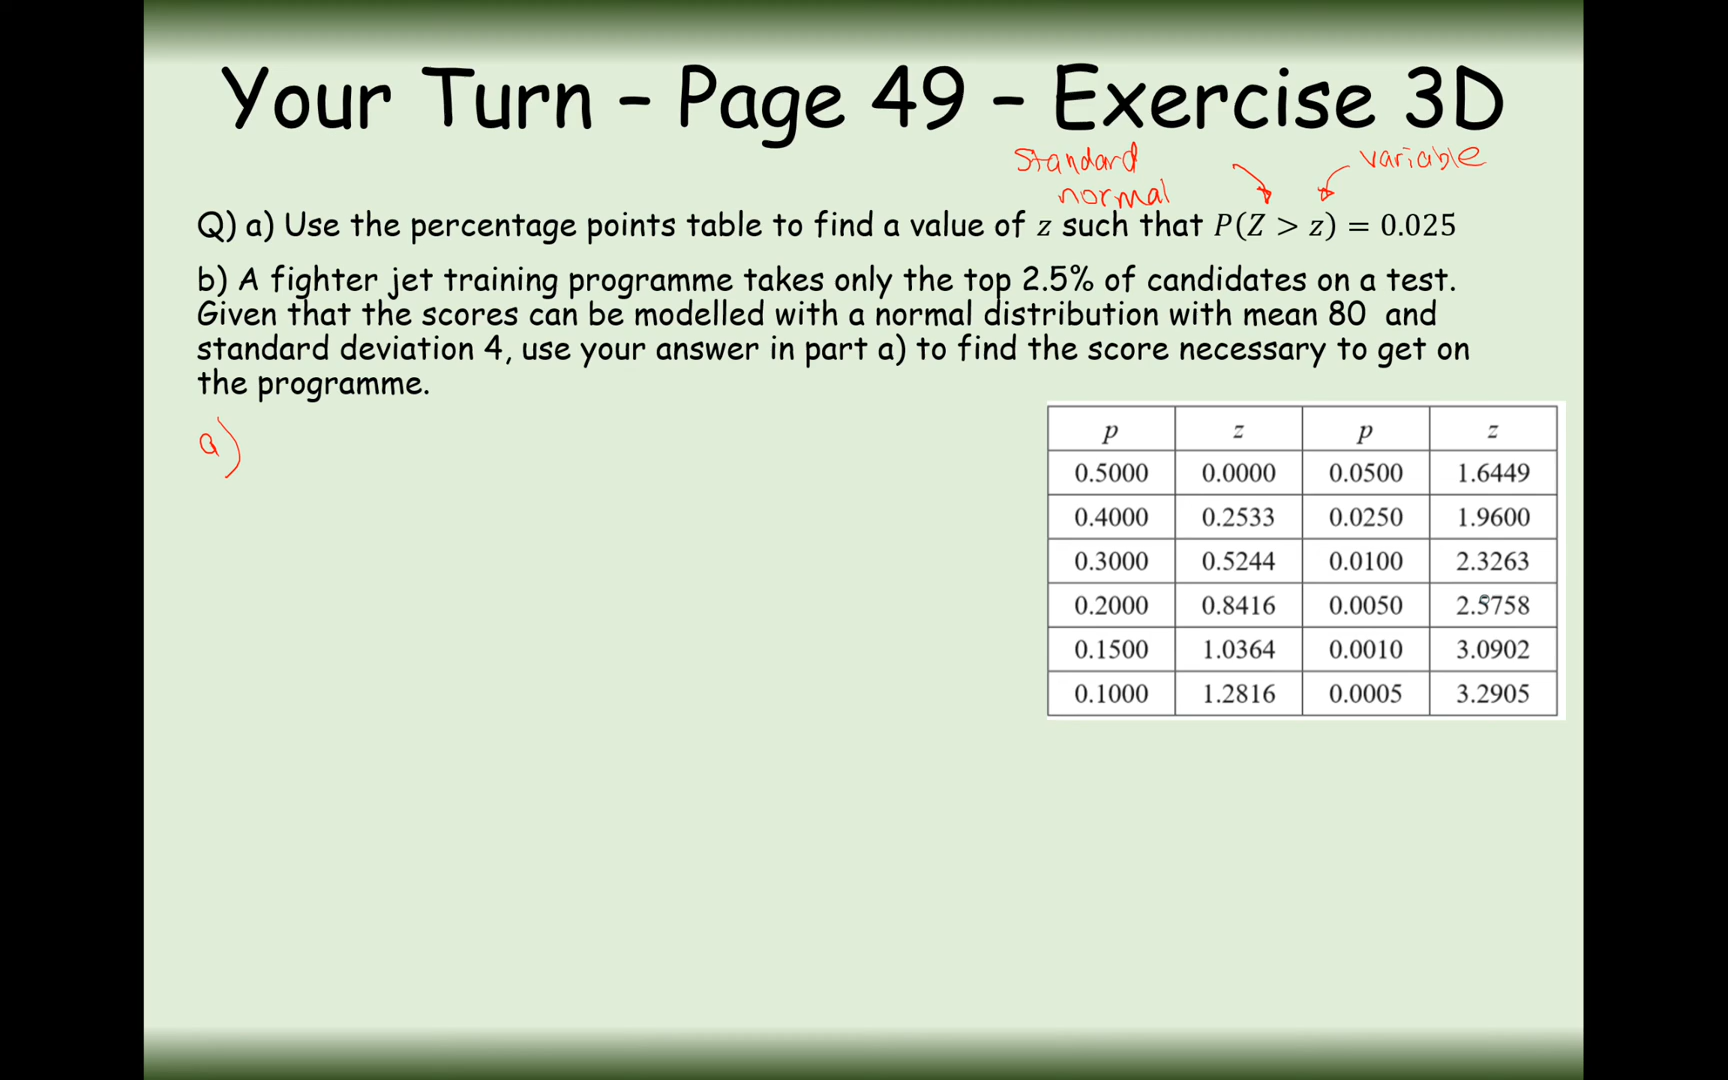 Your Turn – Page 49 – Exercise 3D
standard variable
normal
Q) a) Use the percentage points table to find a value of z such that P(Z > z) = 0.025
b) A fighter jet training programme takes only the top 2.5% of candidates on a test.
Given that the scores can be modelled with a normal distribution with mean 80 and
standard deviation 4, use your answer in part a) to find the score necessary to get on
the programme.
a)
p z p z
0.5000 0.0000 0.0500 1.6449
0.4000 0.2533 0.0250 1.9600
0.3000 0.5244 0.0100 2.3263
0.2000 0.8416 0.0050 2.5758
0.1500 1.0364 0.0010 3.0902
0.1000 1.2816 0.0005 3.2905